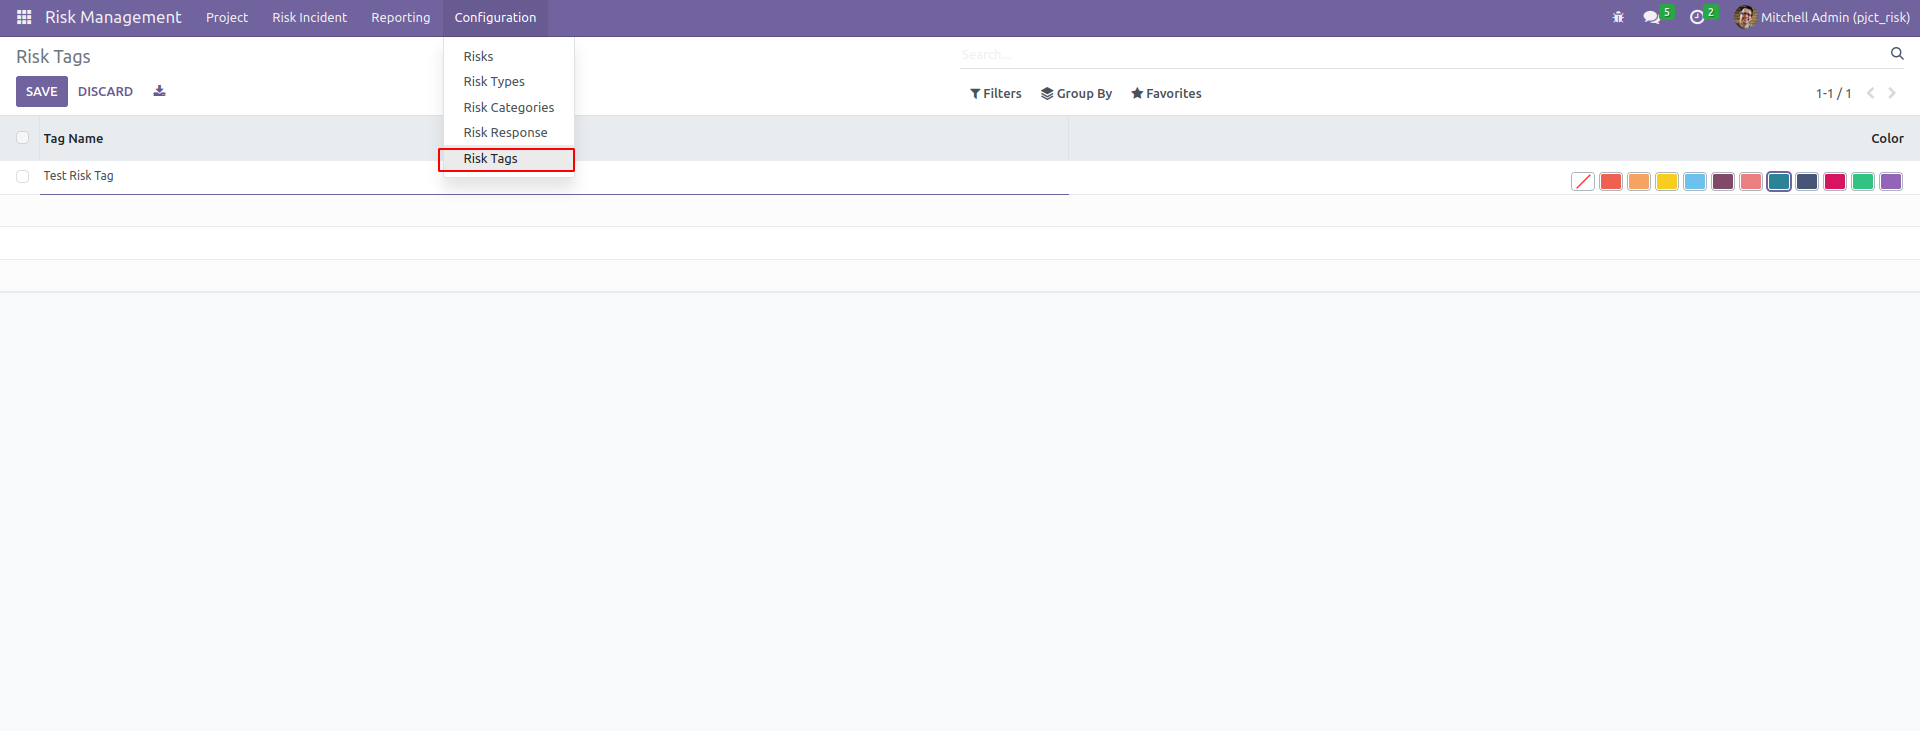 Risk Management Project Risk Incident Reporting Configuration 5 2 Mitchell Admin (pjct_risk)
Risk Tags
Search...
SAVE DISCARD
Filters Group By Favorites 1-1 / 1
Risks
Risk Types
Risk Categories
Risk Response
Risk Tags
Tag Name Color
Test Risk Tag